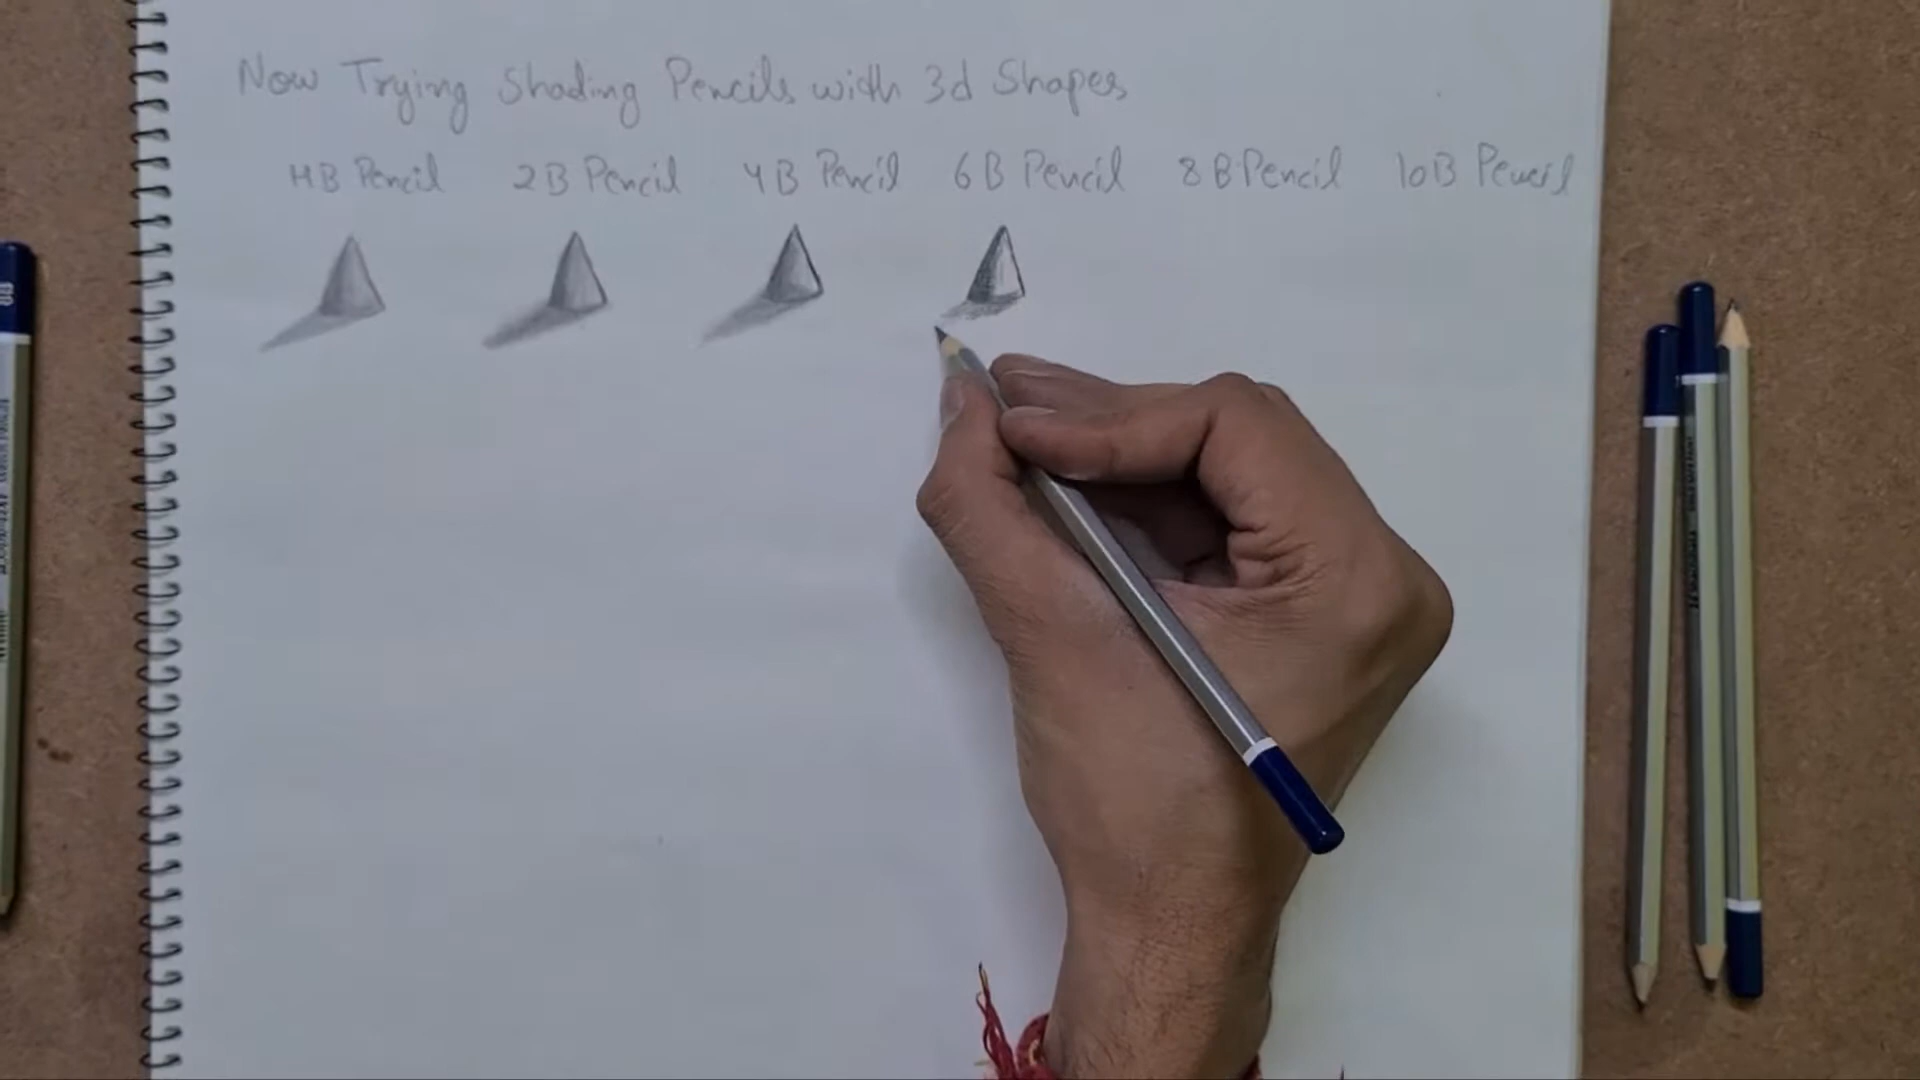 Now Trying Shading Pencils with 3d Shapes
HB Pencil 2B Pencil 4B Pencil 6B Pencil 8B Pencil 10B Pencil